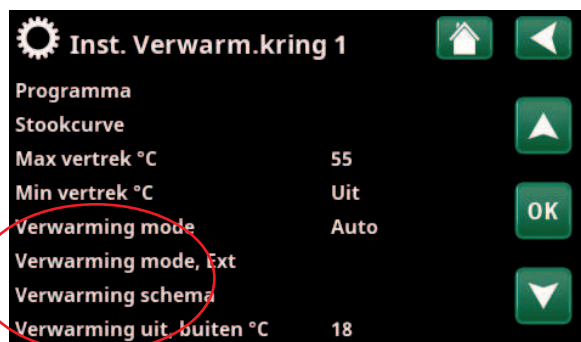 Inst. Verwarm.kring 1
Programma
Stookcurve
Max vertrek °C 55
Min vertrek °C Uit
Verwarming mode Auto
OK
Verwarming mode, Ext
Verwarming schema
Verwarming uit, buiten °C 18